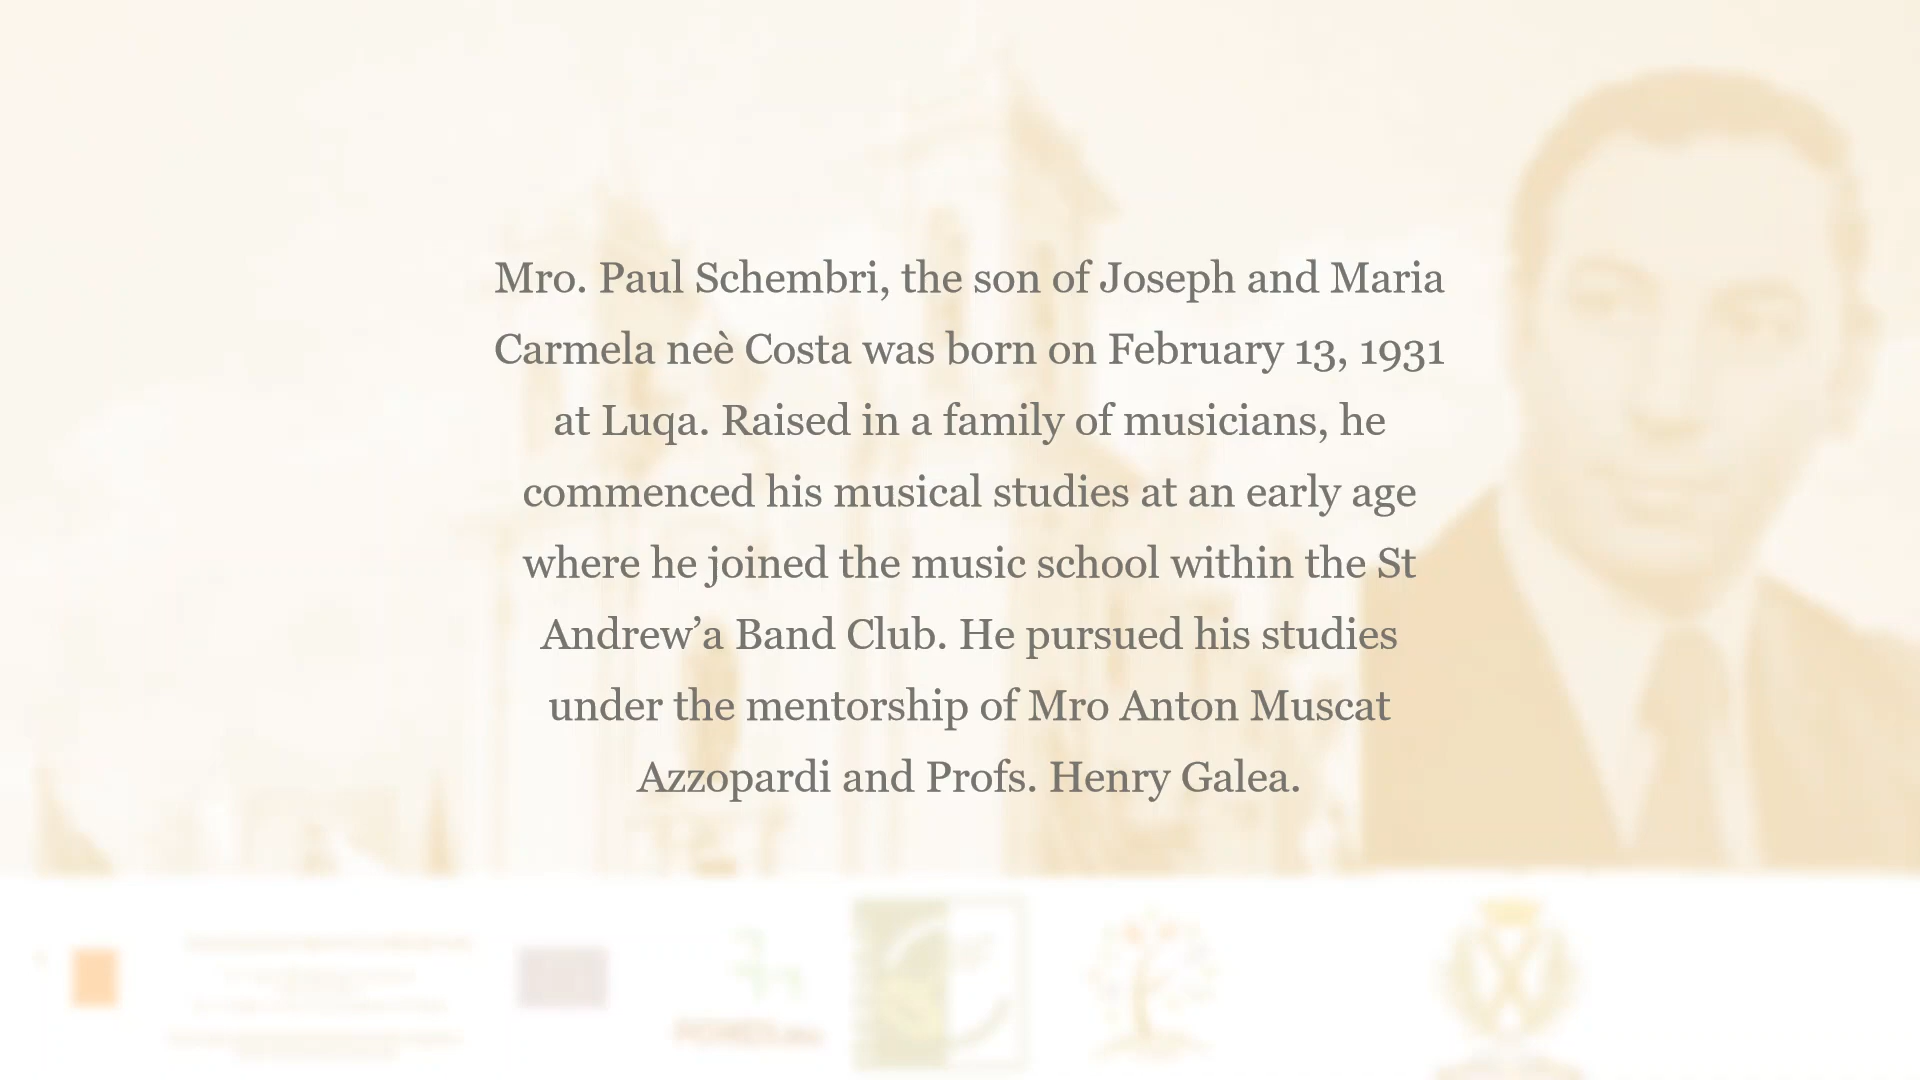 Mro. Paul Schembri, the son of Joseph and Maria
Carmela neè Costa was born on February 13, 1931
at Luqa. Raised in a family of musicians, he
commenced his musical studies at an early age
where he joined the music school within the St
Andrew’a Band Club. He pursued his studies
under the mentorship of Mro Anton Muscat
Azzopardi and Profs. Henry Galea.